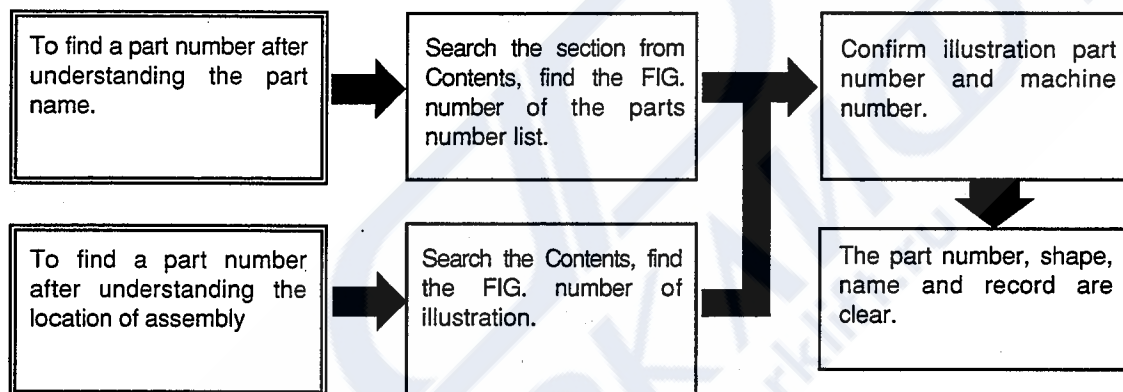 To find a part number after
understanding the part
name.
Search the section from
Contents, find the FIG.
number of the parts
number list.
Confirm illustration part
number and machine
number.
To find a part number
after understanding the
location of assembly
Search the Contents, find
the FIG. number of
illustration.
The part number, shape,
name and record are
clear.